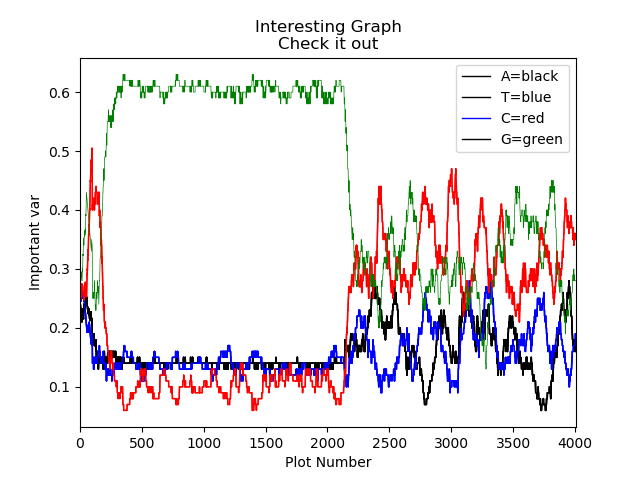 Interesting Graph
Check it out
A=black
T=blue
C=red
G=green
Important var
0.6
0.5
0.4
0.3
0.2
0.1
0
500
1000
1500
2000
2500
3000
3500
4000
Plot Number